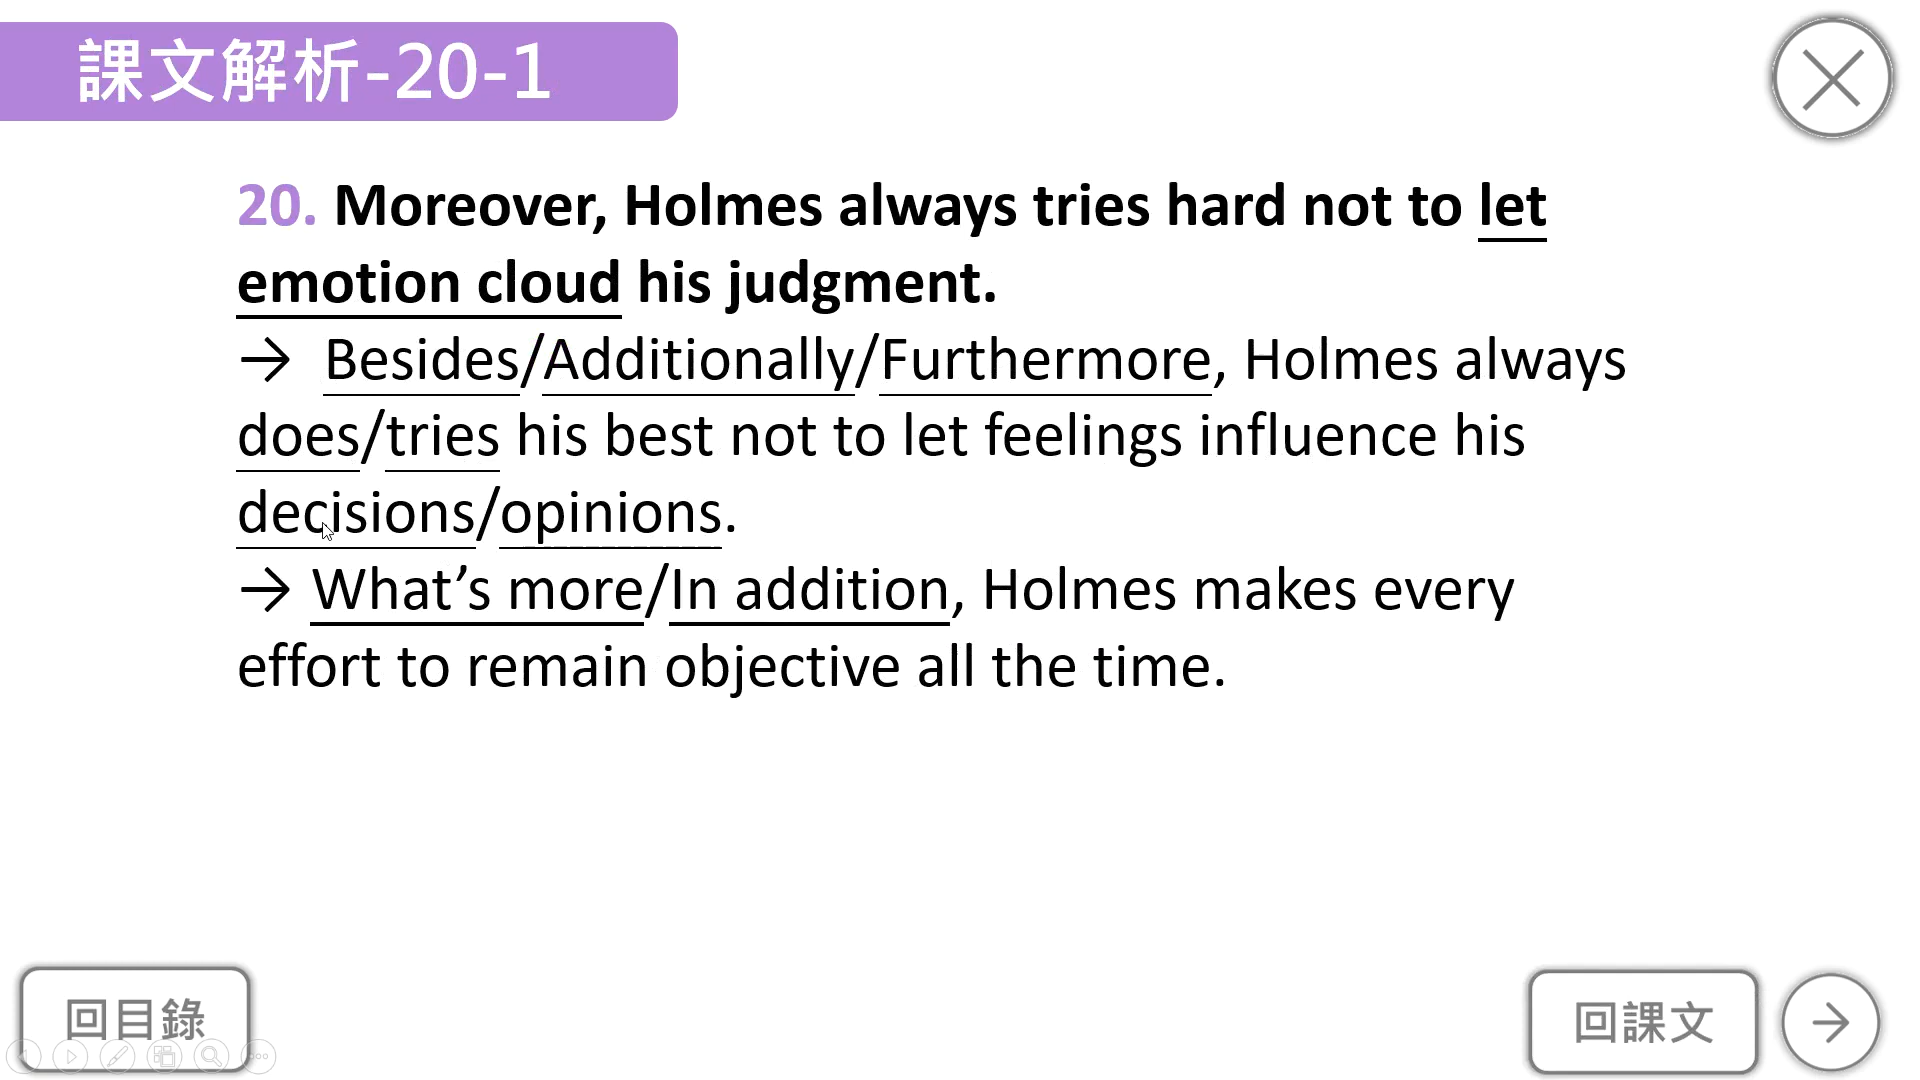 課文解析-20-1
20. Moreover, Holmes always tries hard not to let
emotion cloud his judgment.
→ Besides/Additionally/Furthermore, Holmes always
does/tries his best not to let feelings influence his
decisions/opinions.
→ What’s more/In addition, Holmes makes every
effort to remain objective all the time.
回目錄
回課文